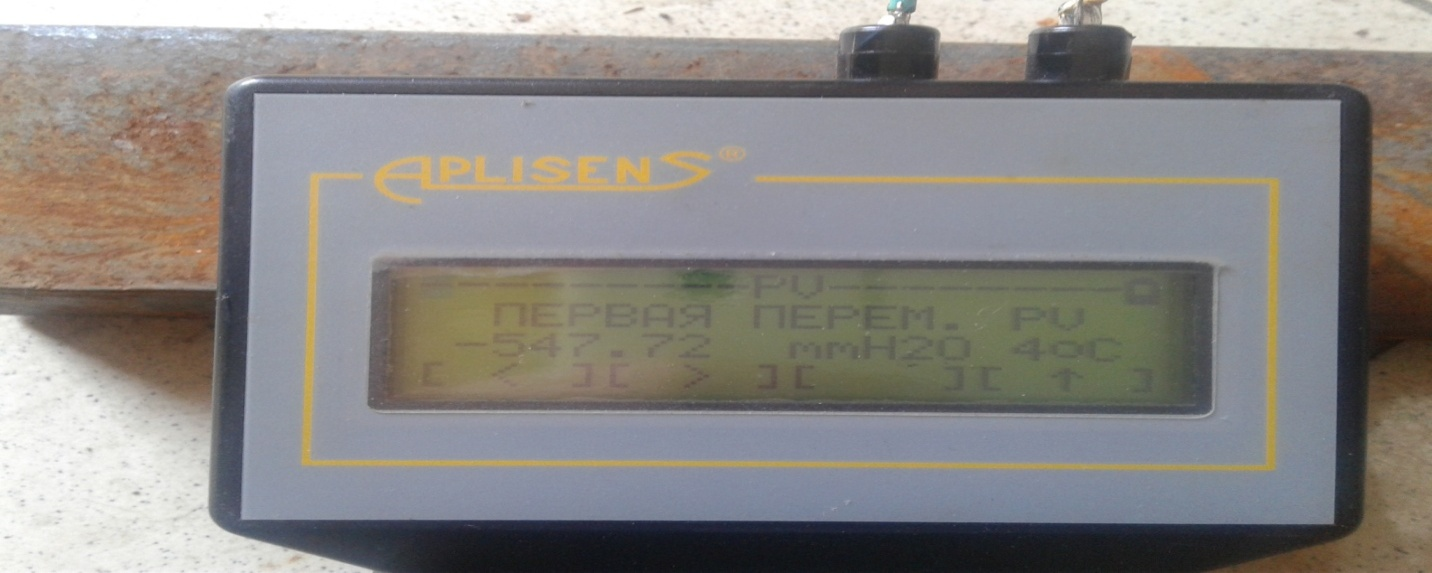 APLISENS®
PV
ПЕРВАЯ ПЕРЕМ. PV
-547.72 mmH2O 4oC
[ < ][ > ][ ][ ↑ ]